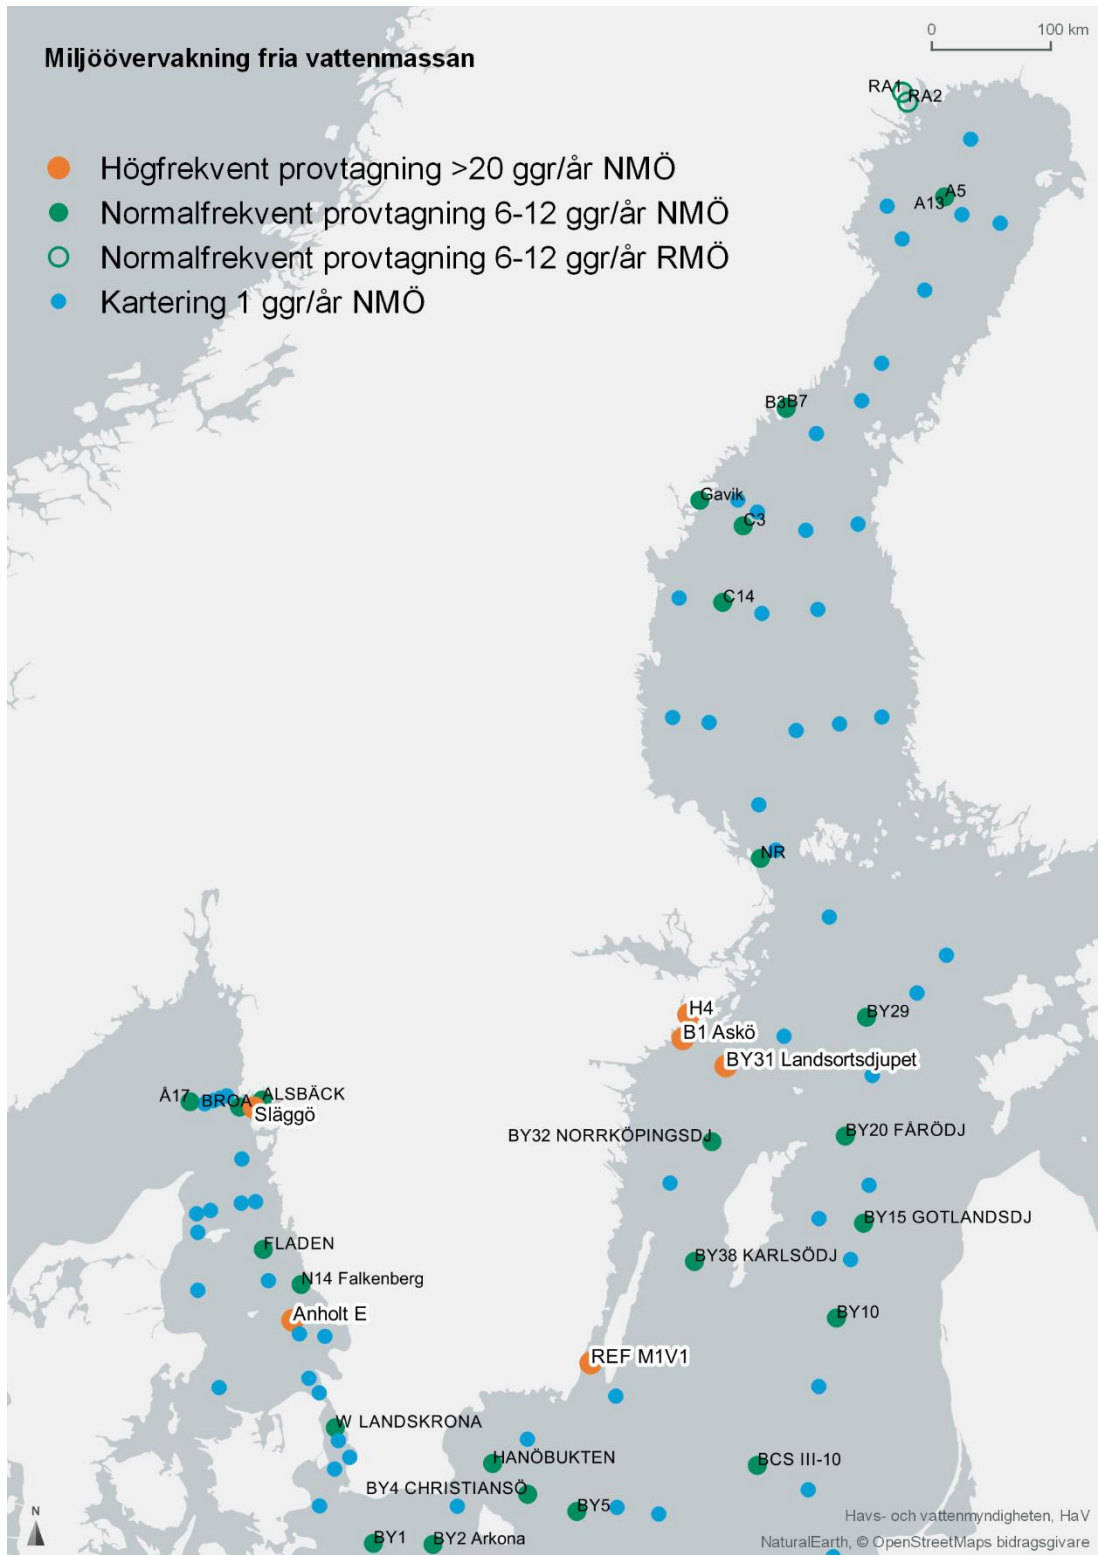 0 100 km
Miljöövervakning fria vattenmassan
RA1
RA2
Högfrekvent provtagning >20 ggr/år NMÖ
Normalfrekvent provtagning 6-12 ggr/år NMÖ
Normalfrekvent provtagning 6-12 ggr/år RMÖ
Kartering 1 ggr/år NMÖ
A5
A13
B3B7
Gavik
C3
C14
NR
H4
BY29
B1 Askö
BY31 Landsortsdjupet
Å17 BROA ALSBÄCK
Släggö
BY32 NORRKÖPINGSDJ
BY20 FÅRÖDJ
BY15 GOTLANDSDJ
FLADEN
BY38 KARLSÖDJ
N14 Falkenberg
Anholt E
BY10
REF M1V1
W LANDSKRONA
HANÖBUKTEN
BCS III-10
BY4 CHRISTIANSÖ
BY5
N
Havs- och vattenmyndigheten, HaV
BY1 BY2 Arkona
NaturalEarth, © OpenStreetMaps bidragsgivare